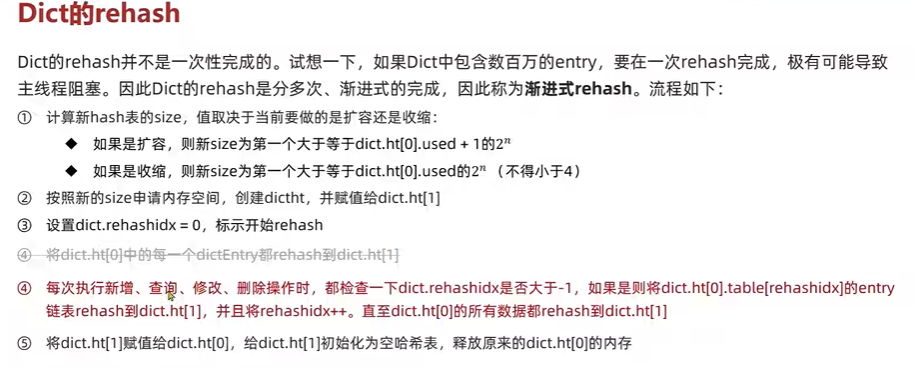 Dict的rehash
Dict的rehash并不是一次性完成的。试想一下，如果Dict中包含数百万的entry，要在一次rehash完成，极有可能导致
主线程阻塞。因此Dict的rehash是分多次、渐进式的完成，因此称为渐进式rehash。流程如下：
① 计算新hash表的size，值取决于当前要做的是扩容还是收缩：
◆ 如果是扩容，则新size为第一个大于等于dict.ht[0].used + 1的2ⁿ
◆ 如果是收缩，则新size为第一个大于等于dict.ht[0].used的2ⁿ（不得小于4）
② 按照新的size申请内存空间，创建dictht，并赋值给dict.ht[1]
③ 设置dict.rehashidx = 0，标示开始rehash
④ 将dict.ht[0]中的每一个dictEntry都rehash到dict.ht[1]
④ 每次执行新增、查询、修改、删除操作时，都检查一下dict.rehashidx是否大于-1，如果是则将dict.ht[0].table[rehashidx]的entry
链表rehash到dict.ht[1]，并且将rehashidx++。直至dict.ht[0]的所有数据都rehash到dict.ht[1]
⑤ 将dict.ht[1]赋值给dict.ht[0]，给dict.ht[1]初始化为空哈希表，释放原来的dict.ht[0]的内存